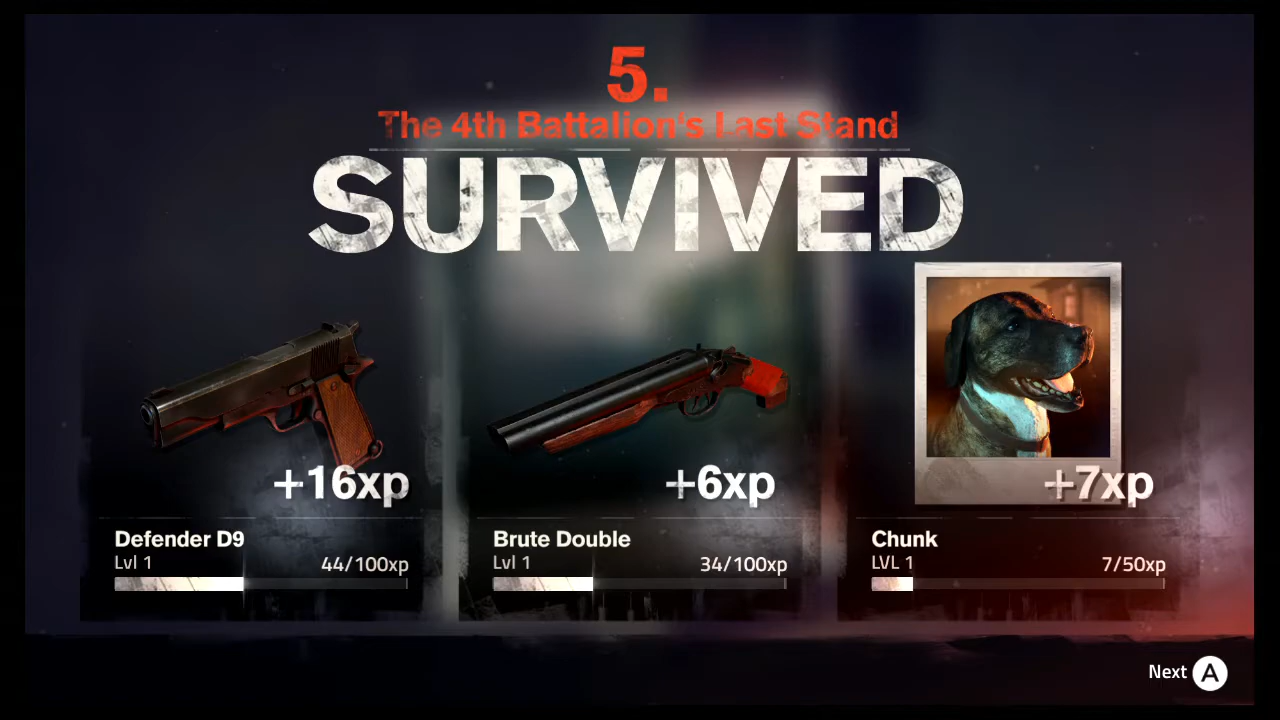 5.
The 4th Battalion's Last Stand
SURVIVED
+16xp
+6xp
+7xp
Defender D9
Lvl 1
44/100xp
Brute Double
Lvl 1
34/100xp
Chunk
LVL 1
7/50xp
Next A